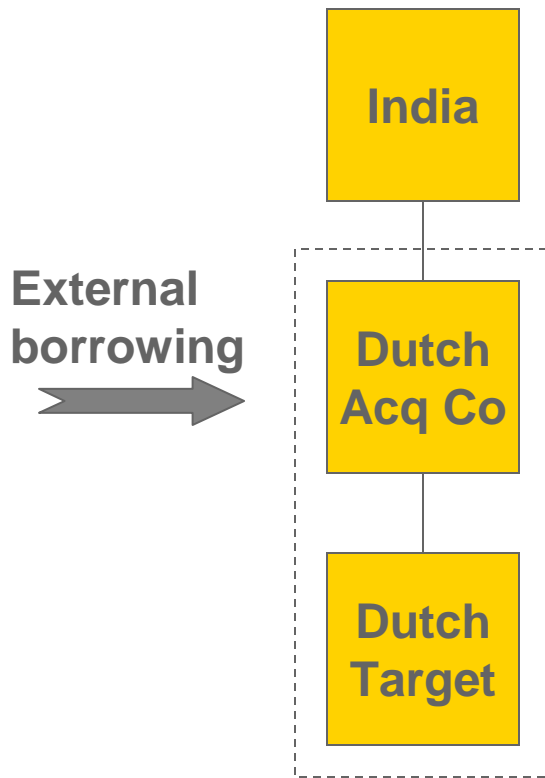 India
External
borrowing
Dutch
Acq Co
Dutch
Target